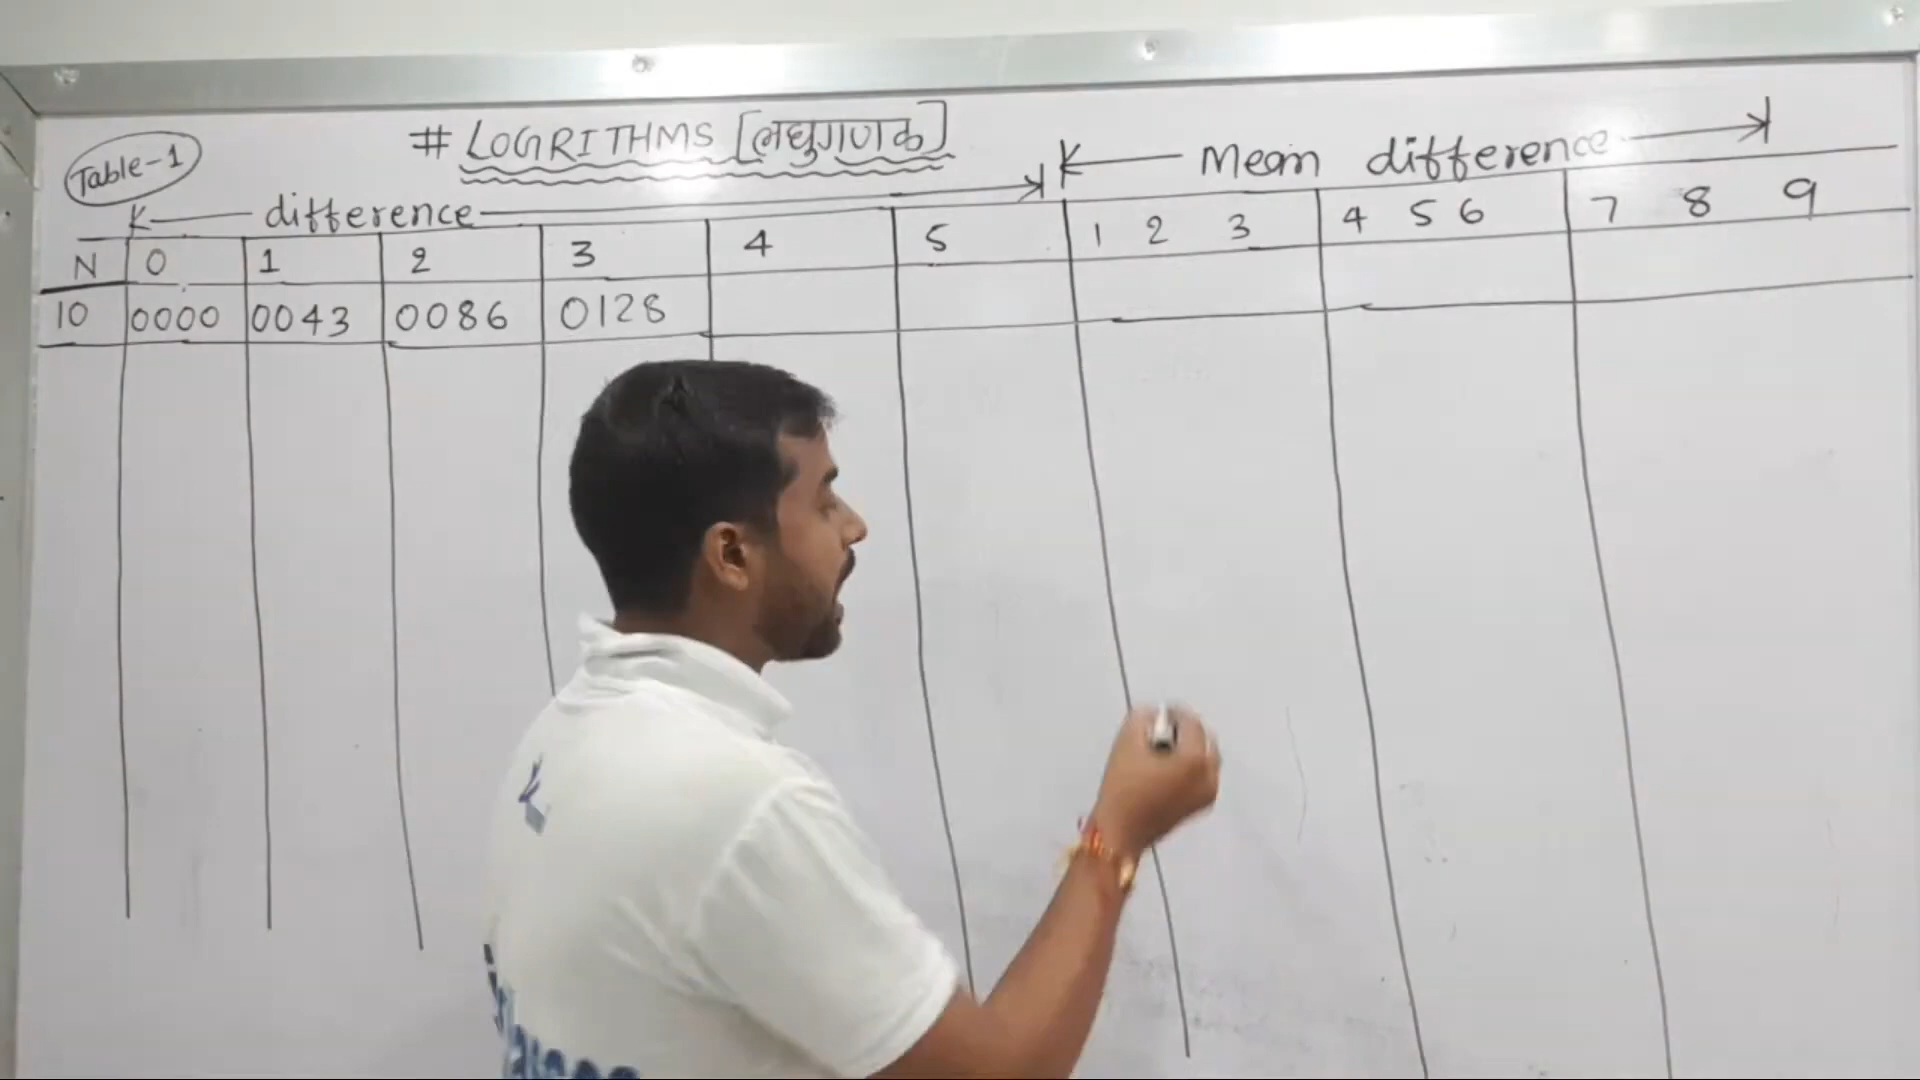 # LOGRITHMS [लघुगणक]
Table-1
difference
Mean difference
N 0 1 2 3 4 5 1 2 3 4 5 6 7 8 9
10 0000 0043 0086 0128